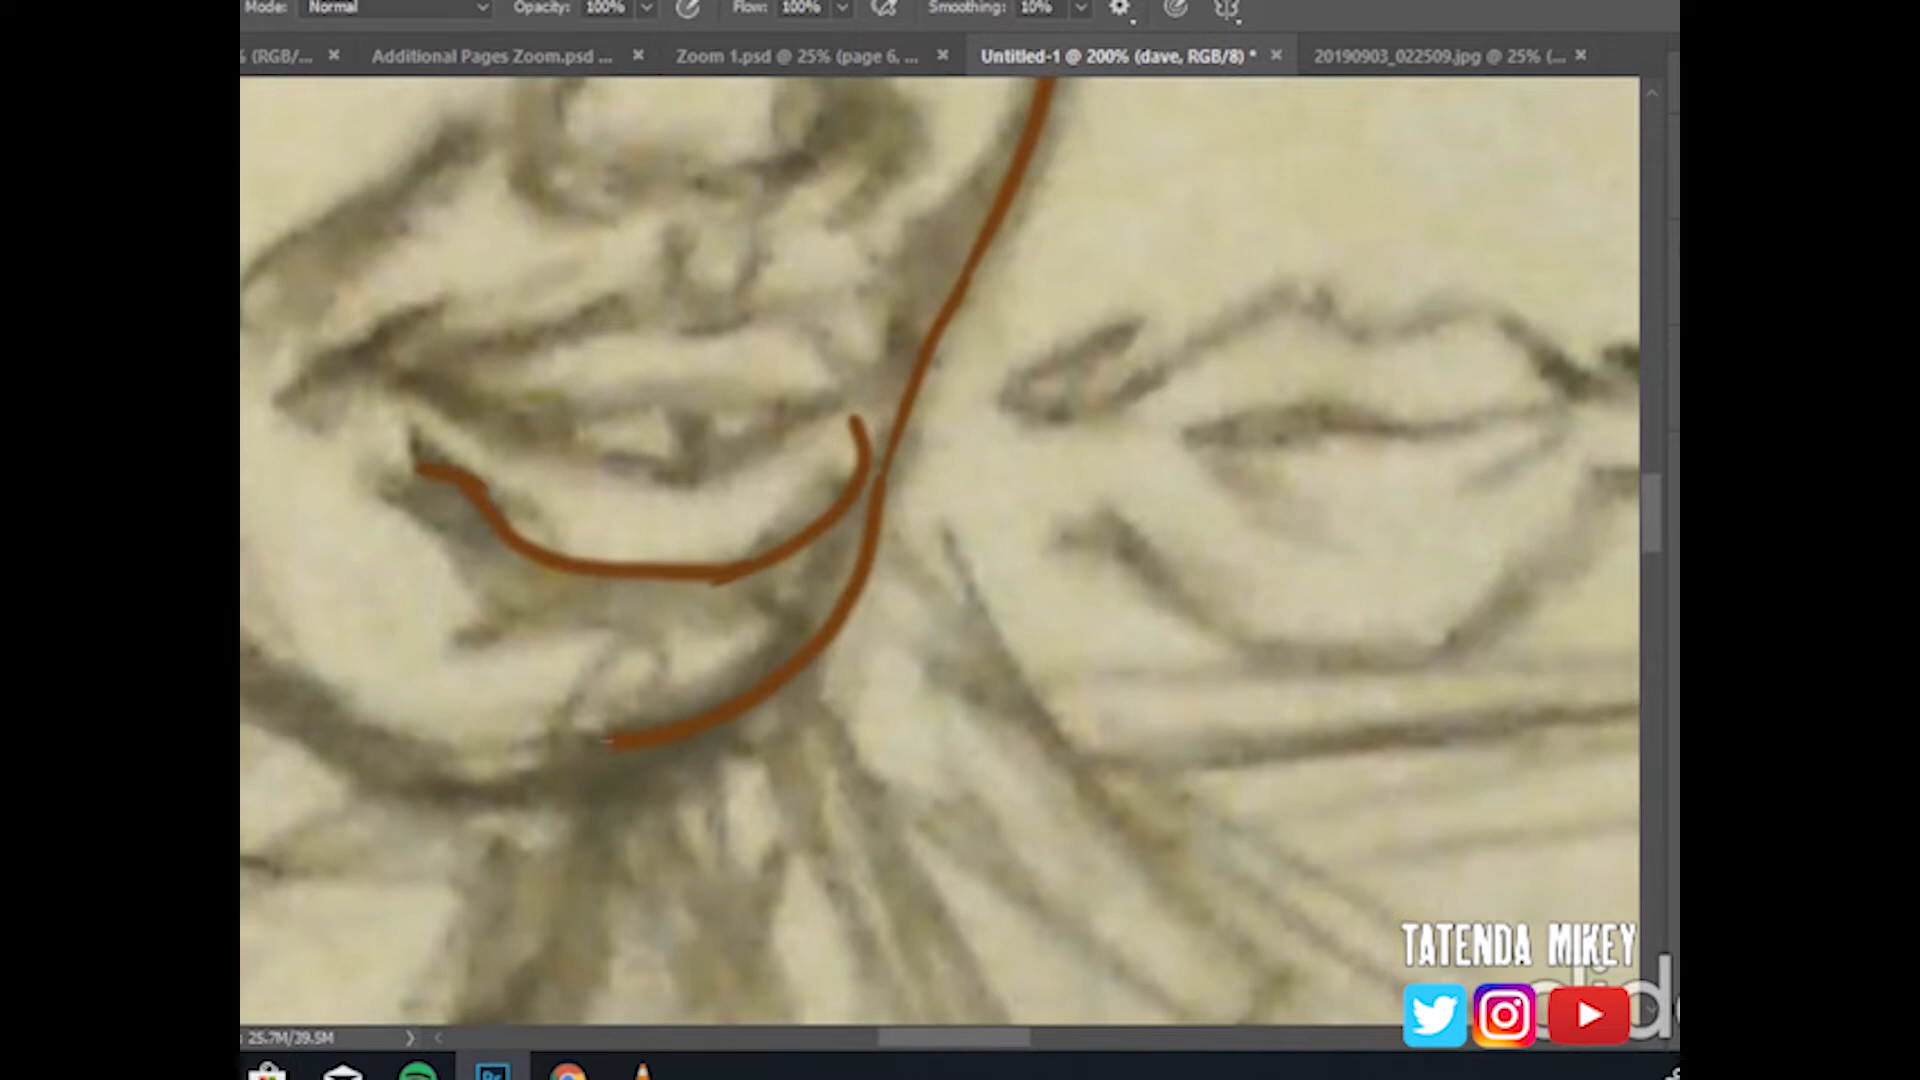 Mode: Normal Opacity: 100% Flow: 100% Smoothing: 10%
% (RGB/... × Additional Pages Zoom.psd ... × Zoom 1.psd @ 25% (page 6, ... × Untitled-1 @ 200% (dave, RGB/8) * × 20190903_022509.jpg @ 25% (... ×
TATENDA MIKEY
25.7M/39.5M